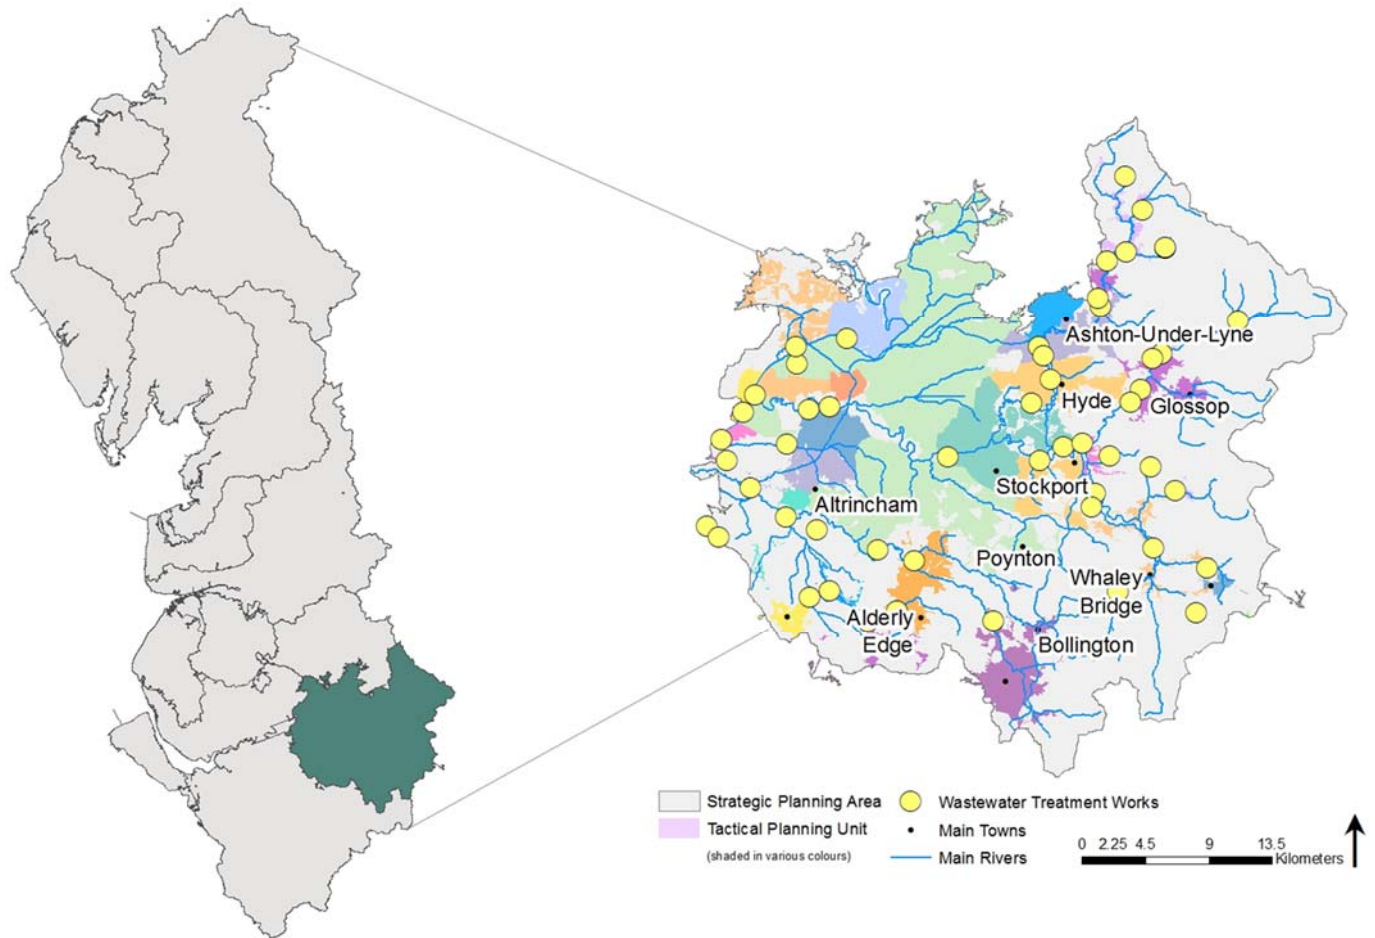 Ashton-Under-Lyne
Hyde
Glossop
Stockport
Altrincham
Poynton
Whaley
Bridge
Alderly
Edge
Bollington
Strategic Planning Area
Wastewater Treatment Works
Tactical Planning Unit
Main Towns
(shaded in various colours)
Main Rivers
0 2.25 4.5 9 13.5
Kilometers